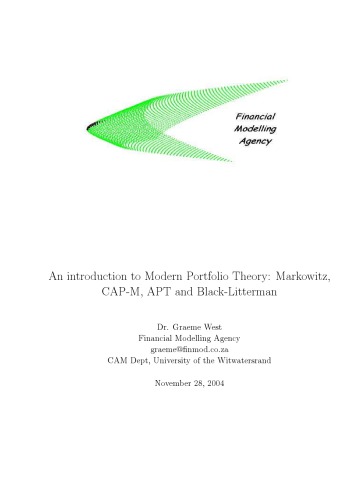 Financial
Modelling
Agency
An introduction to Modern Portfolio Theory: Markowitz,
CAP-M, APT and Black-Litterman
Dr. Graeme West
Financial Modelling Agency
graeme@finmod.co.za
CAM Dept, University of the Witwatersrand
November 28, 2004